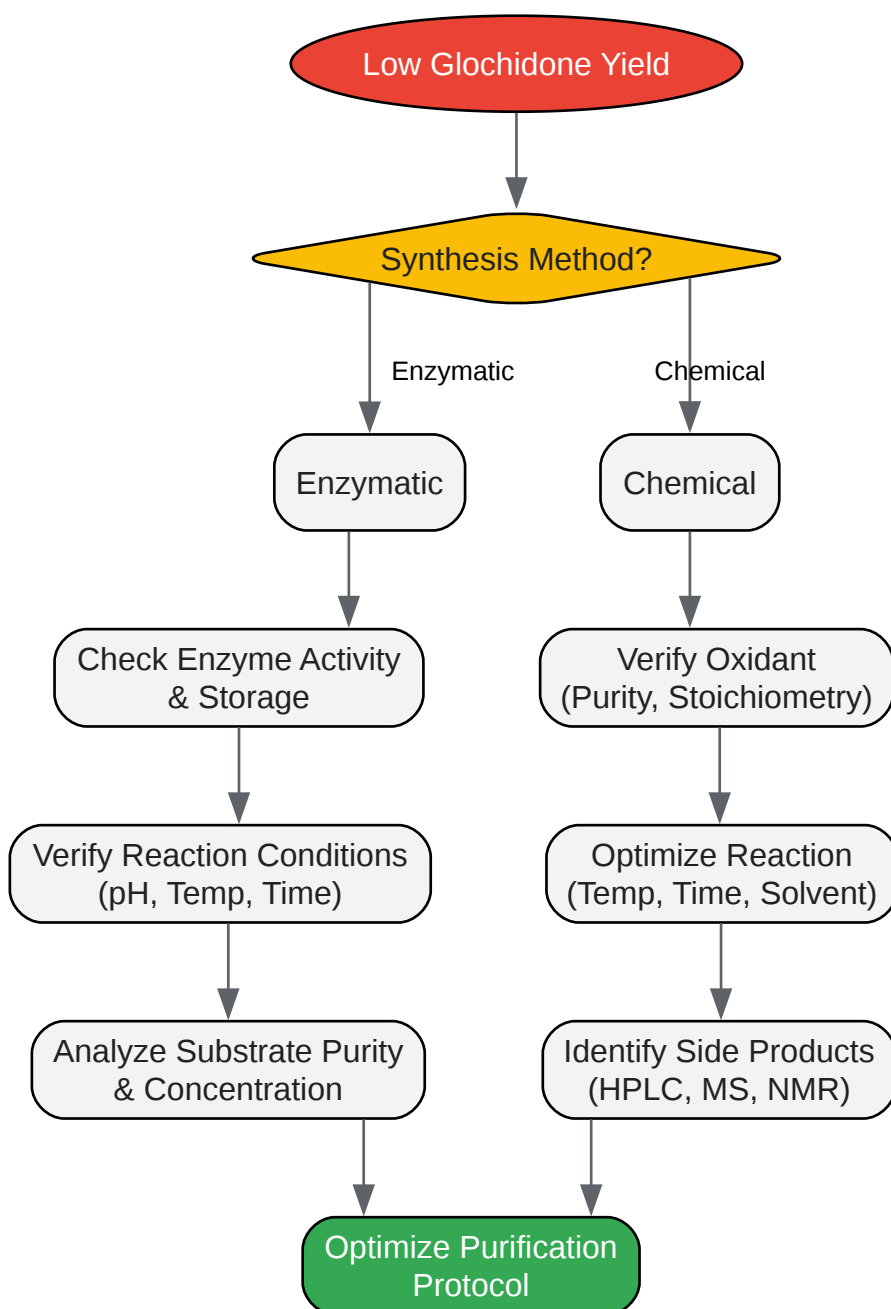 Low Glochidone Yield
Synthesis Method?
Enzymatic
Chemical
Enzymatic
Chemical
Check Enzyme Activity
& Storage
Verify Oxidant
(Purity, Stoichiometry)
Verify Reaction Conditions
(pH, Temp, Time)
Optimize Reaction
(Temp, Time, Solvent)
Analyze Substrate Purity
& Concentration
Identify Side Products
(HPLC, MS, NMR)
Optimize Purification
Protocol